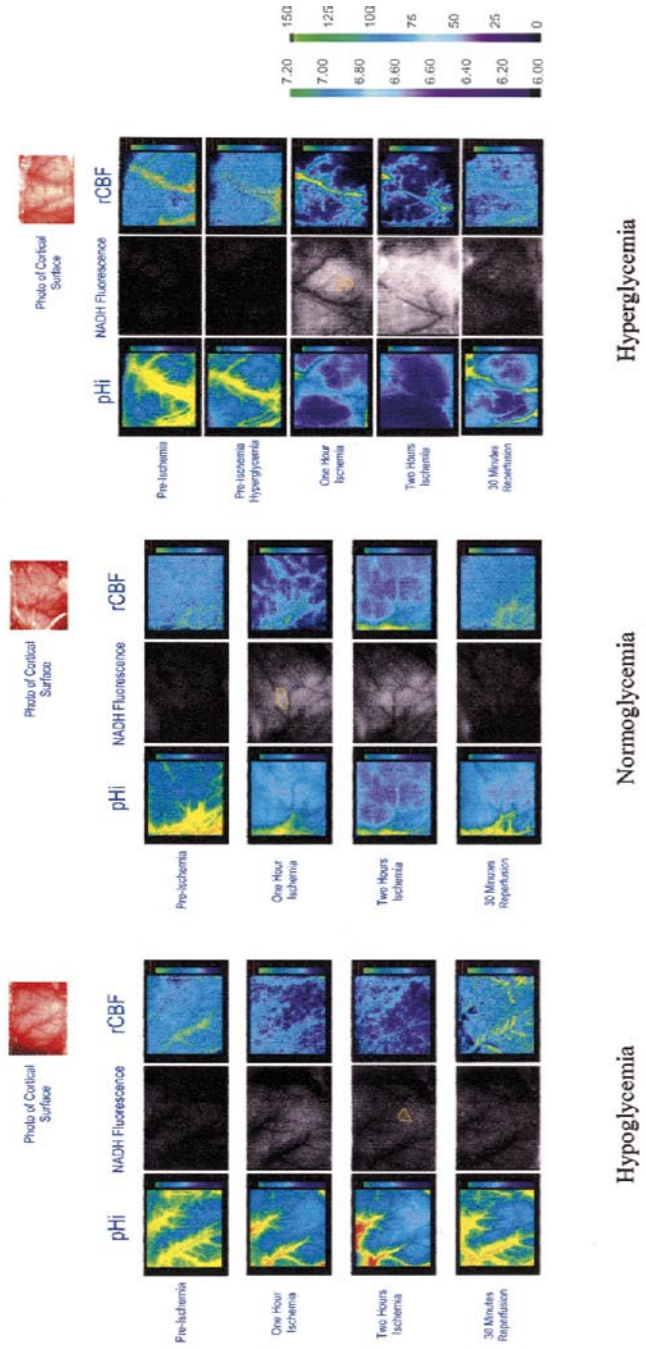 Photo of Cortical
Surface
pHi
NADH Fluorescence
rCBF
Pre-Ischemia
One Hour
Ischemia
Two Hours
Ischemia
30 Minutes
Reperfusion
Hypoglycemia
Photo of Cortical
Surface
pHi
NADH Fluorescence
rCBF
Pre-Ischemia
One Hour
Ischemia
Two Hours
Ischemia
30 Minutes
Reperfusion
Normoglycemia
Photo of Cortical
Surface
pHi
NADH Fluorescence
rCBF
Pre-Ischemia
Pre-Ischemia
Hyperglycemia
One Hour
Ischemia
Two Hours
Ischemia
30 Minutes
Reperfusion
Hyperglycemia
7.20 150
7.00 125
6.80 100
6.60 75
50
6.20 25
6.00 0